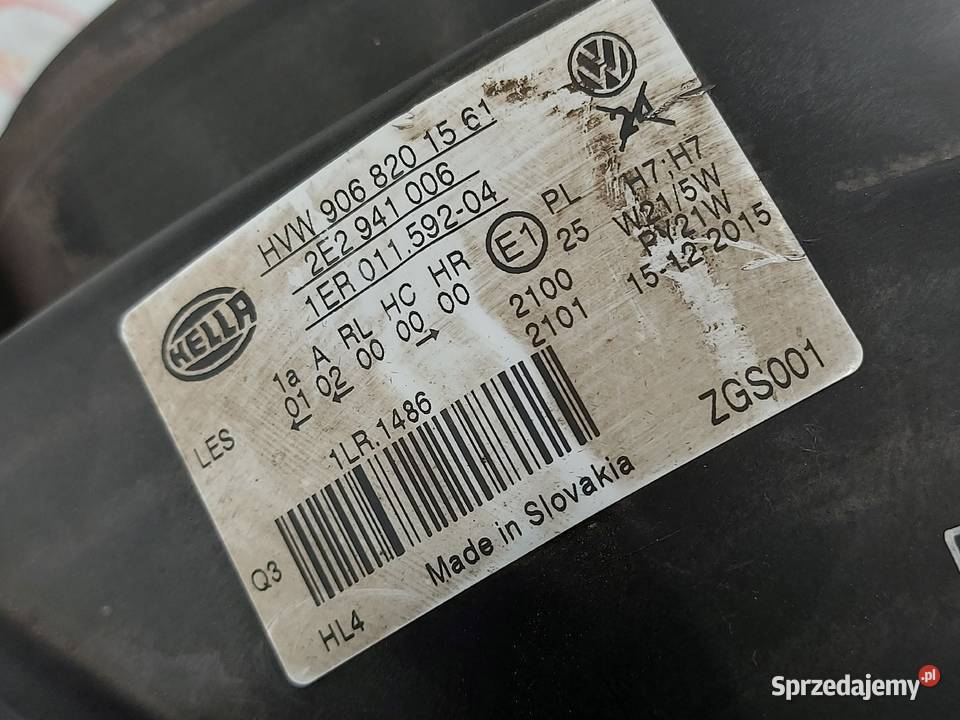 HVW 906 820 15 61
2E2 941 006
1ER 011.592-04
HELLA
1a A RL HC HR E1 PL
01 02 00 00 00 25
2100
2101
H7;H7
W21/5W
PY21W
15-12-2015
LES
1LR.1486
ZGS001
Q3
Made in Slovakia
HL4
Sprzedajemy.pl